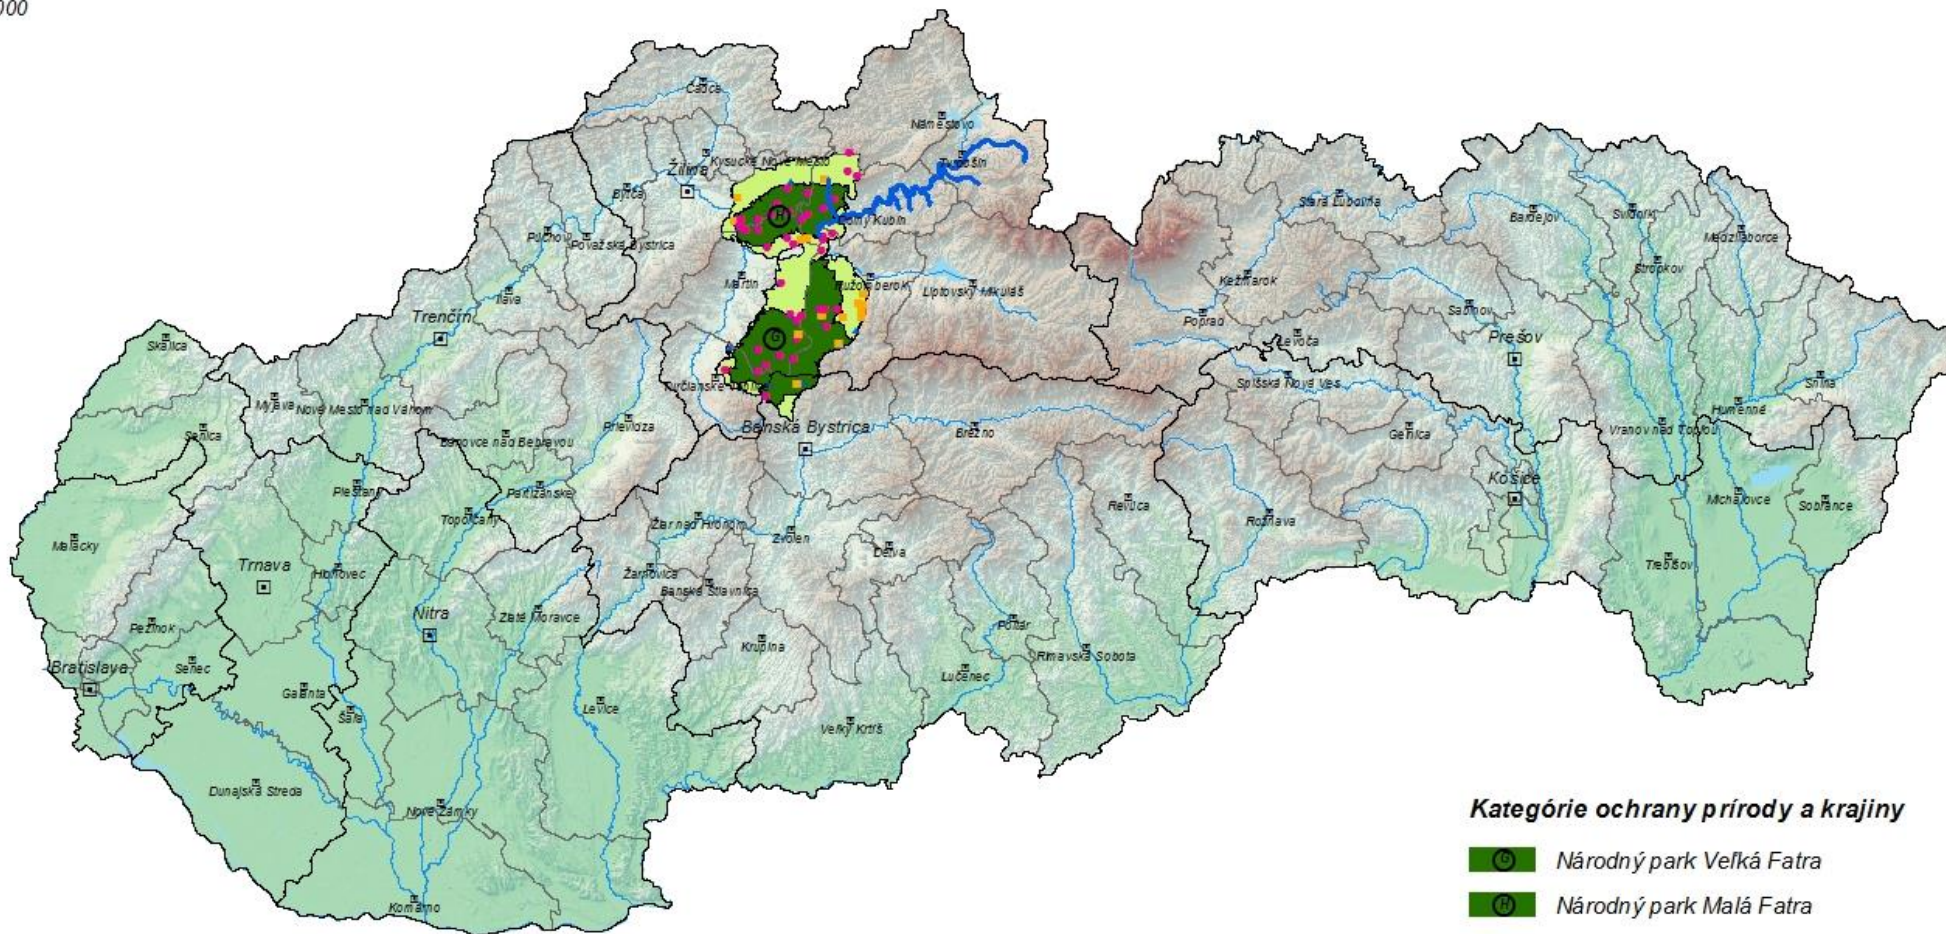 000
Čadca
Námestovo
Kysucké Nové Mesto
Tvrdošín
Žilina
Bytča
Dolný Kubín
Stará Ľubovňa
Bardejov
Svidník
Medzilaborce
Púchov
Považská Bystrica
Stropkov
Martin
Ružomberok
Liptovský Mikuláš
Kežmarok
Ilava
Sabinov
Trenčín
Poprad
Levoča
Prešov
Skalica
Spišská Nová Ves
Snina
Myjava
Nové Mesto nad Váhom
Humenné
Senica
Bánovce nad Bebravou
Prievidza
Banská Bystrica
Brezno
Gelnica
Vranov nad Topľou
Piešťany
Partizánske
Košice
Michalovce
Sobrance
Topoľčany
Žiar nad Hronom
Revúca
Rožňava
Malacky
Zvolen
Detva
Trnava
Hlohovec
Žarnovica
Banská Štiavnica
Trebišov
Nitra
Zlaté Moravce
Pezinok
Poltár
Krupina
Rimavská Sobota
Bratislava
Senec
Galanta
Lučenec
Šaľa
Levice
Veľký Krtíš
Dunajská Streda
Nové Zámky
Komárno
Kategórie ochrany prírody a krajiny
G Národný park Veľká Fatra
H Národný park Malá Fatra